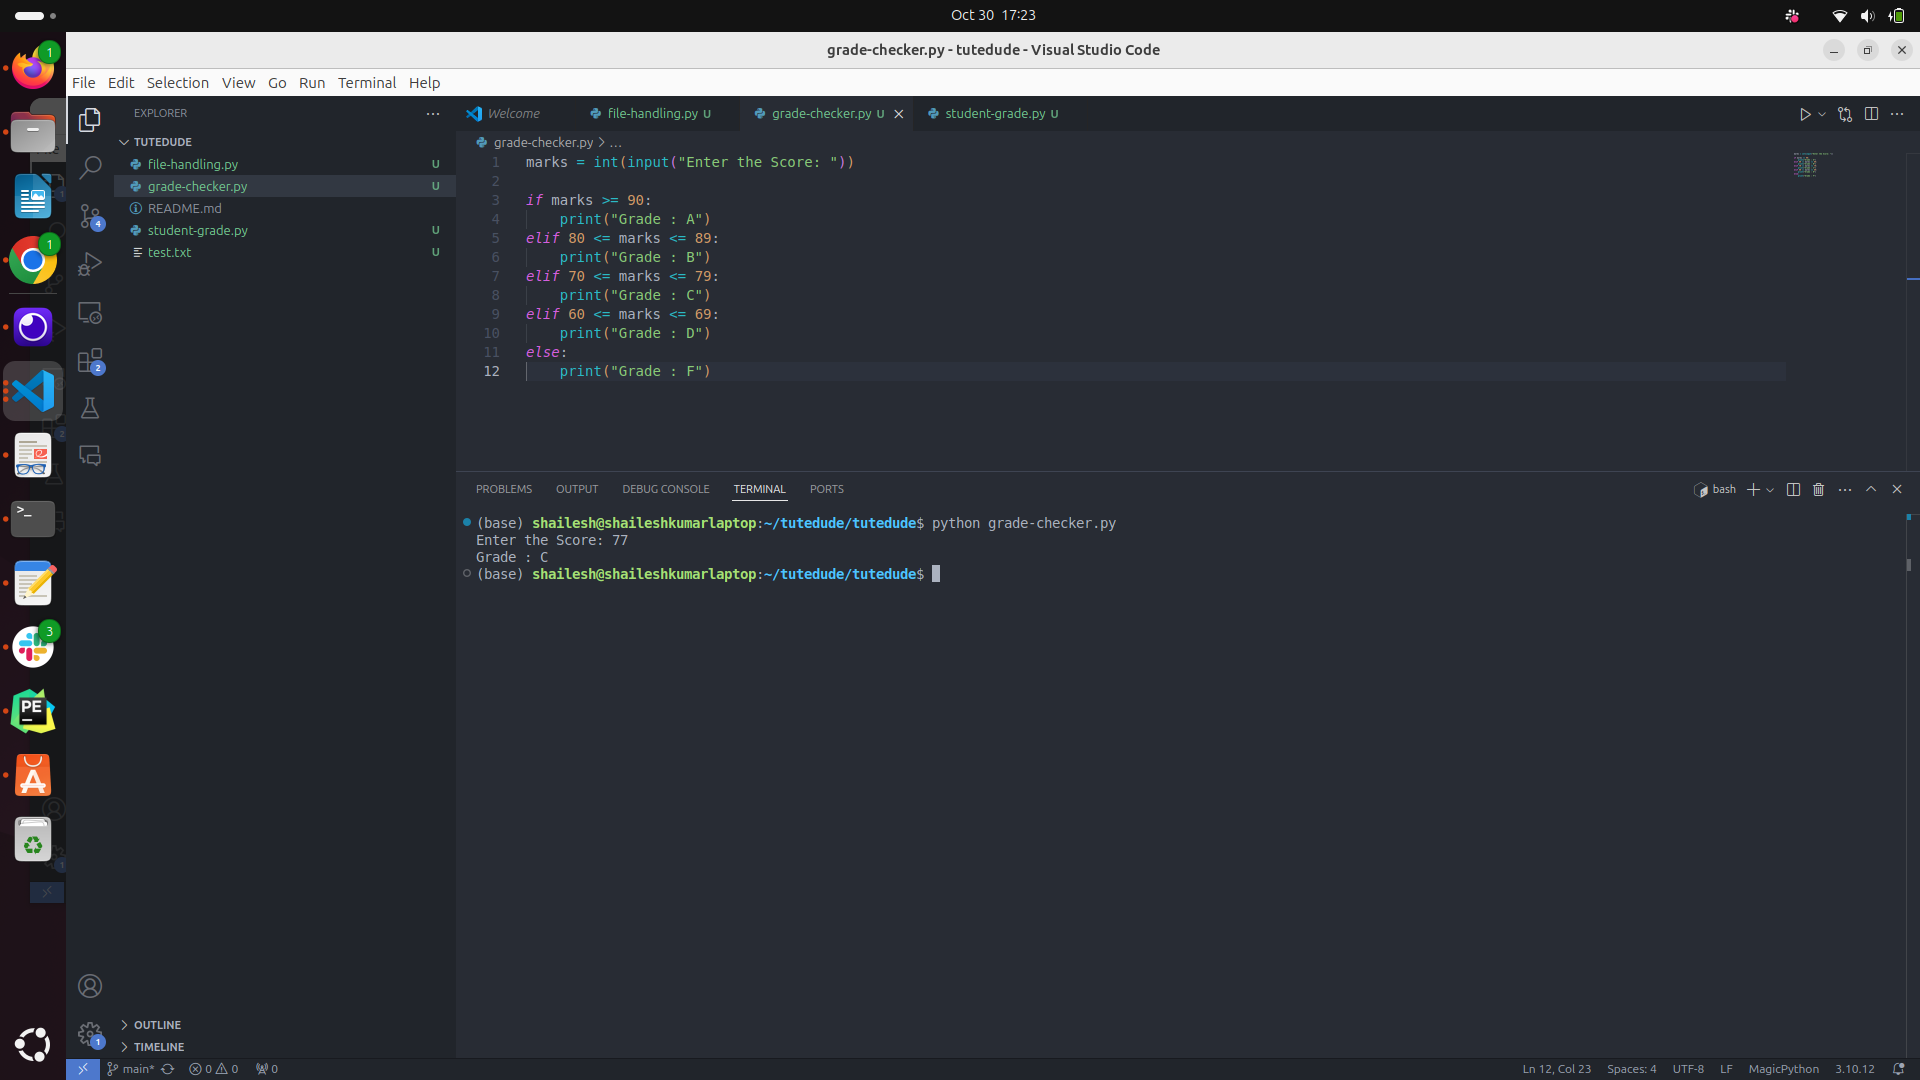 Oct 30 17:23
grade-checker.py - tutedude - Visual Studio Code
File Edit Selection View Go Run Terminal Help
EXPLORER
TUTEDUDE
file-handling.py U
grade-checker.py U
README.md
student-grade.py U
test.txt U
OUTLINE
TIMELINE
Welcome file-handling.py U grade-checker.py U student-grade.py U
grade-checker.py > ...
1 marks = int(input("Enter the Score: "))
2
3 if marks >= 90:
4 print("Grade : A")
5 elif 80 <= marks <= 89:
6 print("Grade : B")
7 elif 70 <= marks <= 79:
8 print("Grade : C")
9 elif 60 <= marks <= 69:
10 print("Grade : D")
11 else:
12 print("Grade : F")
PROBLEMS OUTPUT DEBUG CONSOLE TERMINAL PORTS
bash
(base) shailesh@shaileshkumarlaptop:~/tutedude/tutedude$ python grade-checker.py
Enter the Score: 77
Grade : C
(base) shailesh@shaileshkumarlaptop:~/tutedude/tutedude$
main* 0 0 0
Ln 12, Col 23 Spaces: 4 UTF-8 LF MagicPython 3.10.12
1
1
3
PE
4
2
1